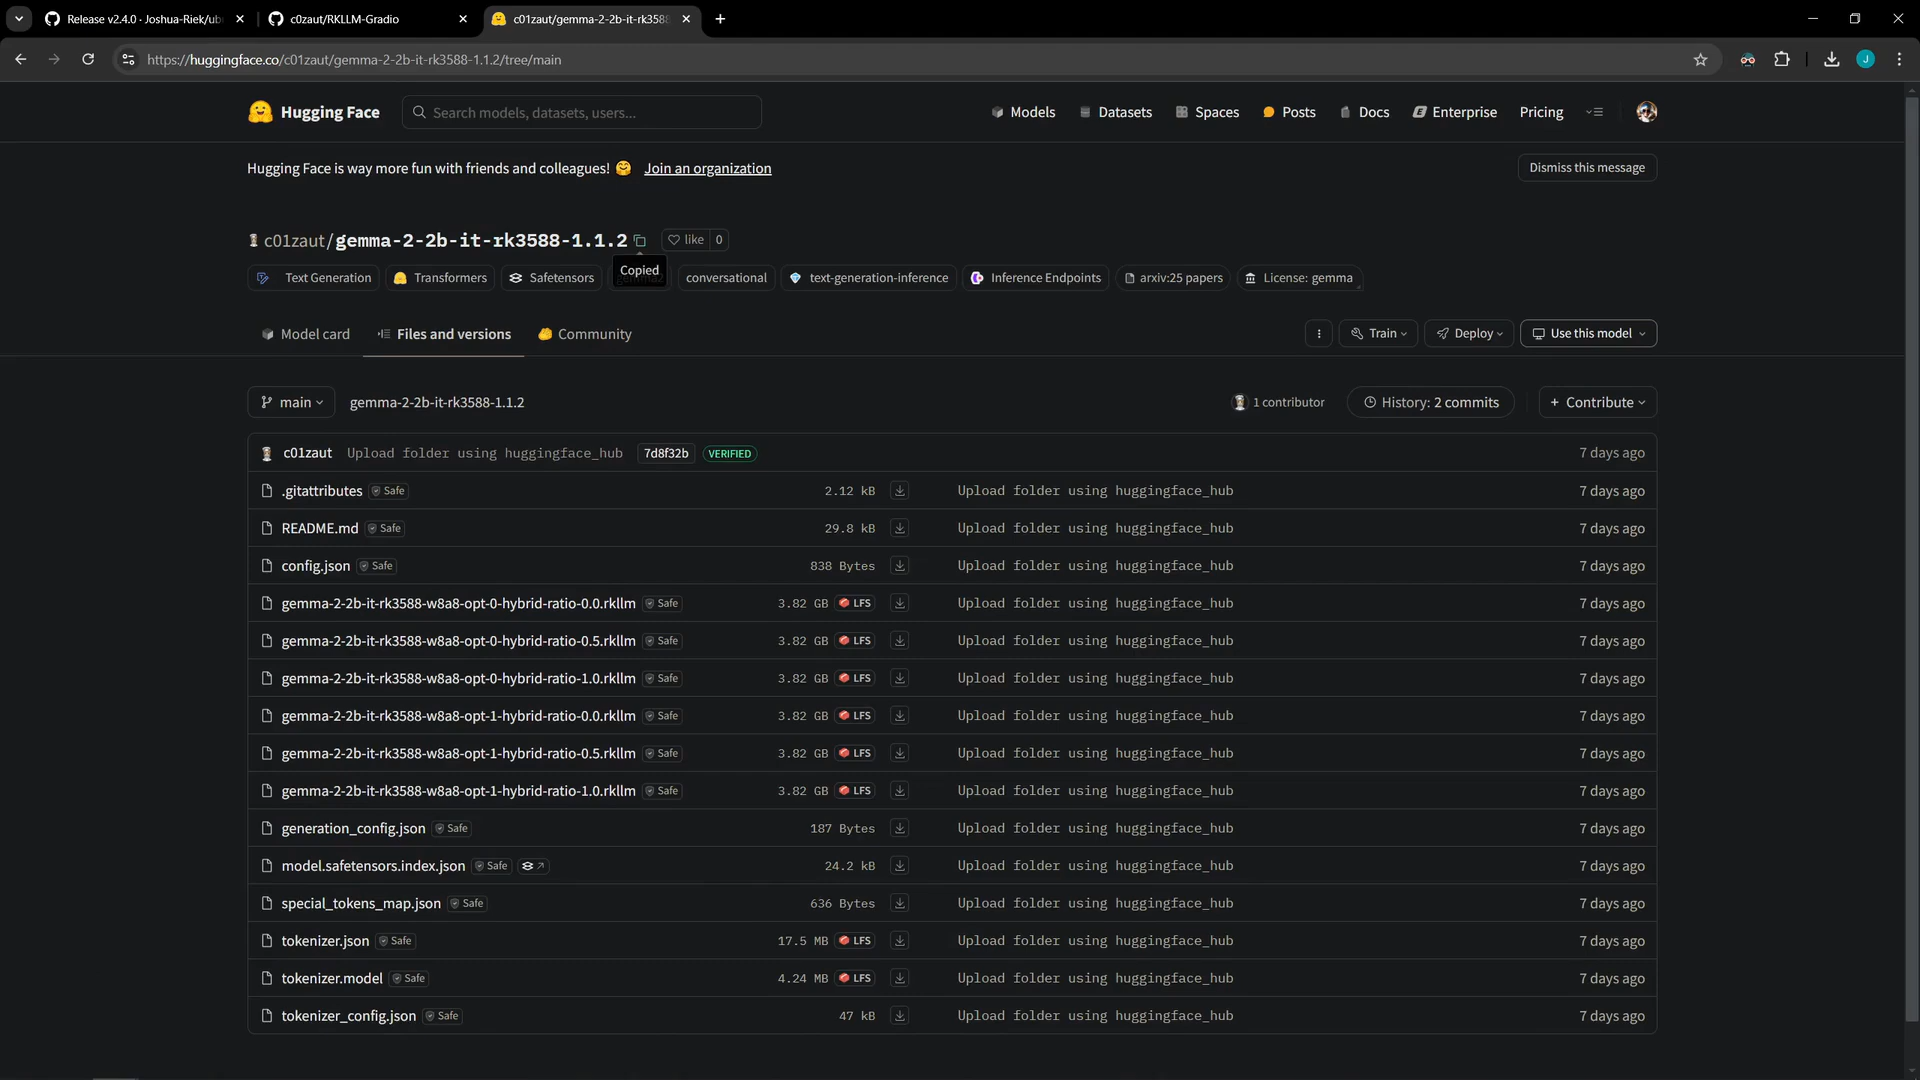 Release v2.4.0 · Joshua-Riek/ub
c0zaut/RKLLM-Gradio
c01zaut/gemma-2-2b-it-rk3588
https://huggingface.co/c01zaut/gemma-2-2b-it-rk3588-1.1.2/tree/main
J
Hugging Face
Search models, datasets, users...
Models
Datasets
Spaces
Posts
Docs
Enterprise
Pricing
Hugging Face is way more fun with friends and colleagues! Join an organization
Dismiss this message
c01zaut/gemma-2-2b-it-rk3588-1.1.2
like 0
Copied
Text Generation
Transformers
Safetensors
conversational
text-generation-inference
Inference Endpoints
arxiv:25 papers
License: gemma
Model card
Files and versions
Community
Train
Deploy
Use this model
main
gemma-2-2b-it-rk3588-1.1.2
1 contributor
History: 2 commits
+ Contribute
c01zaut Upload folder using huggingface_hub 7d8f32b VERIFIED 7 days ago
.gitattributes Safe 2.12 kB Upload folder using huggingface_hub 7 days ago
README.md Safe 29.8 kB Upload folder using huggingface_hub 7 days ago
config.json Safe 838 Bytes Upload folder using huggingface_hub 7 days ago
gemma-2-2b-it-rk3588-w8a8-opt-0-hybrid-ratio-0.0.rkllm Safe 3.82 GB LFS Upload folder using huggingface_hub 7 days ago
gemma-2-2b-it-rk3588-w8a8-opt-0-hybrid-ratio-0.5.rkllm Safe 3.82 GB LFS Upload folder using huggingface_hub 7 days ago
gemma-2-2b-it-rk3588-w8a8-opt-0-hybrid-ratio-1.0.rkllm Safe 3.82 GB LFS Upload folder using huggingface_hub 7 days ago
gemma-2-2b-it-rk3588-w8a8-opt-1-hybrid-ratio-0.0.rkllm Safe 3.82 GB LFS Upload folder using huggingface_hub 7 days ago
gemma-2-2b-it-rk3588-w8a8-opt-1-hybrid-ratio-0.5.rkllm Safe 3.82 GB LFS Upload folder using huggingface_hub 7 days ago
gemma-2-2b-it-rk3588-w8a8-opt-1-hybrid-ratio-1.0.rkllm Safe 3.82 GB LFS Upload folder using huggingface_hub 7 days ago
generation_config.json Safe 187 Bytes Upload folder using huggingface_hub 7 days ago
model.safetensors.index.json Safe 24.2 kB Upload folder using huggingface_hub 7 days ago
special_tokens_map.json Safe 636 Bytes Upload folder using huggingface_hub 7 days ago
tokenizer.json Safe 17.5 MB LFS Upload folder using huggingface_hub 7 days ago
tokenizer.model Safe 4.24 MB LFS Upload folder using huggingface_hub 7 days ago
tokenizer_config.json Safe 47 kB Upload folder using huggingface_hub 7 days ago